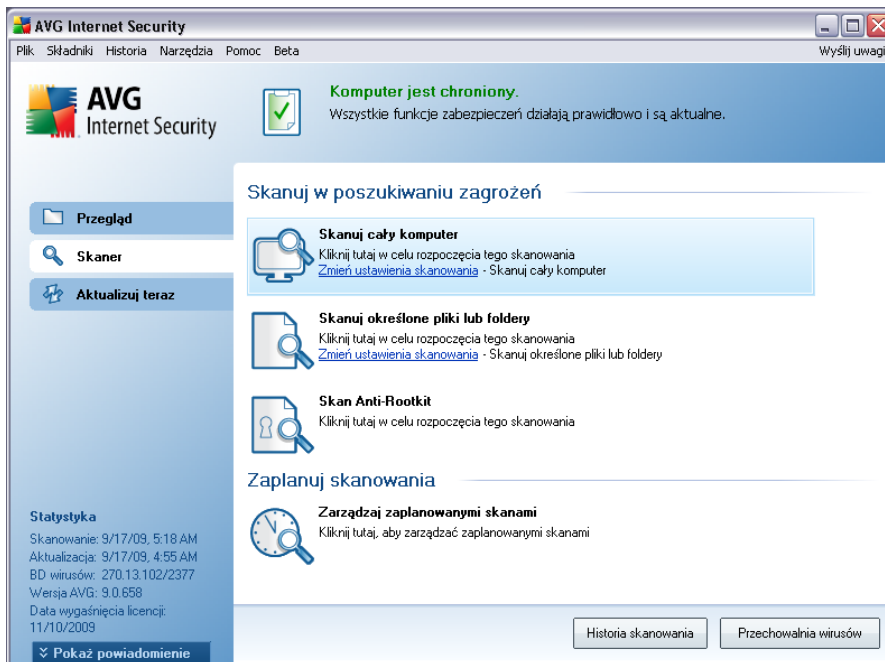 AVG Internet Security
Plik Składniki Historia Narzędzia Pomoc Beta
Wyślij uwagi
AVG
Internet Security
Komputer jest chroniony.
Wszystkie funkcje zabezpieczeń działają prawidłowo i są aktualne.
Przegląd
Skaner
Aktualizuj teraz
Skanuj w poszukiwaniu zagrożeń
Skanuj cały komputer
Kliknij tutaj w celu rozpoczęcia tego skanowania
Zmień ustawienia skanowania - Skanuj cały komputer
Skanuj określone pliki lub foldery
Kliknij tutaj w celu rozpoczęcia tego skanowania
Zmień ustawienia skanowania - Skanuj określone pliki lub foldery
Skan Anti-Rootkit
Kliknij tutaj w celu rozpoczęcia tego skanowania
Zaplanuj skanowania
Zarządzaj zaplanowanymi skanami
Kliknij tutaj, aby zarządzać zaplanowanymi skanami
Statystyka
Skanowanie: 9/17/09, 5:18 AM
Aktualizacja: 9/17/09, 4:55 AM
BD wirusów: 270.13.102/2377
Wersja AVG: 9.0.658
Data wygaśnięcia licencji:
11/10/2009
Pokaż powiadomienie
Historia skanowania
Przechowalnia wirusów